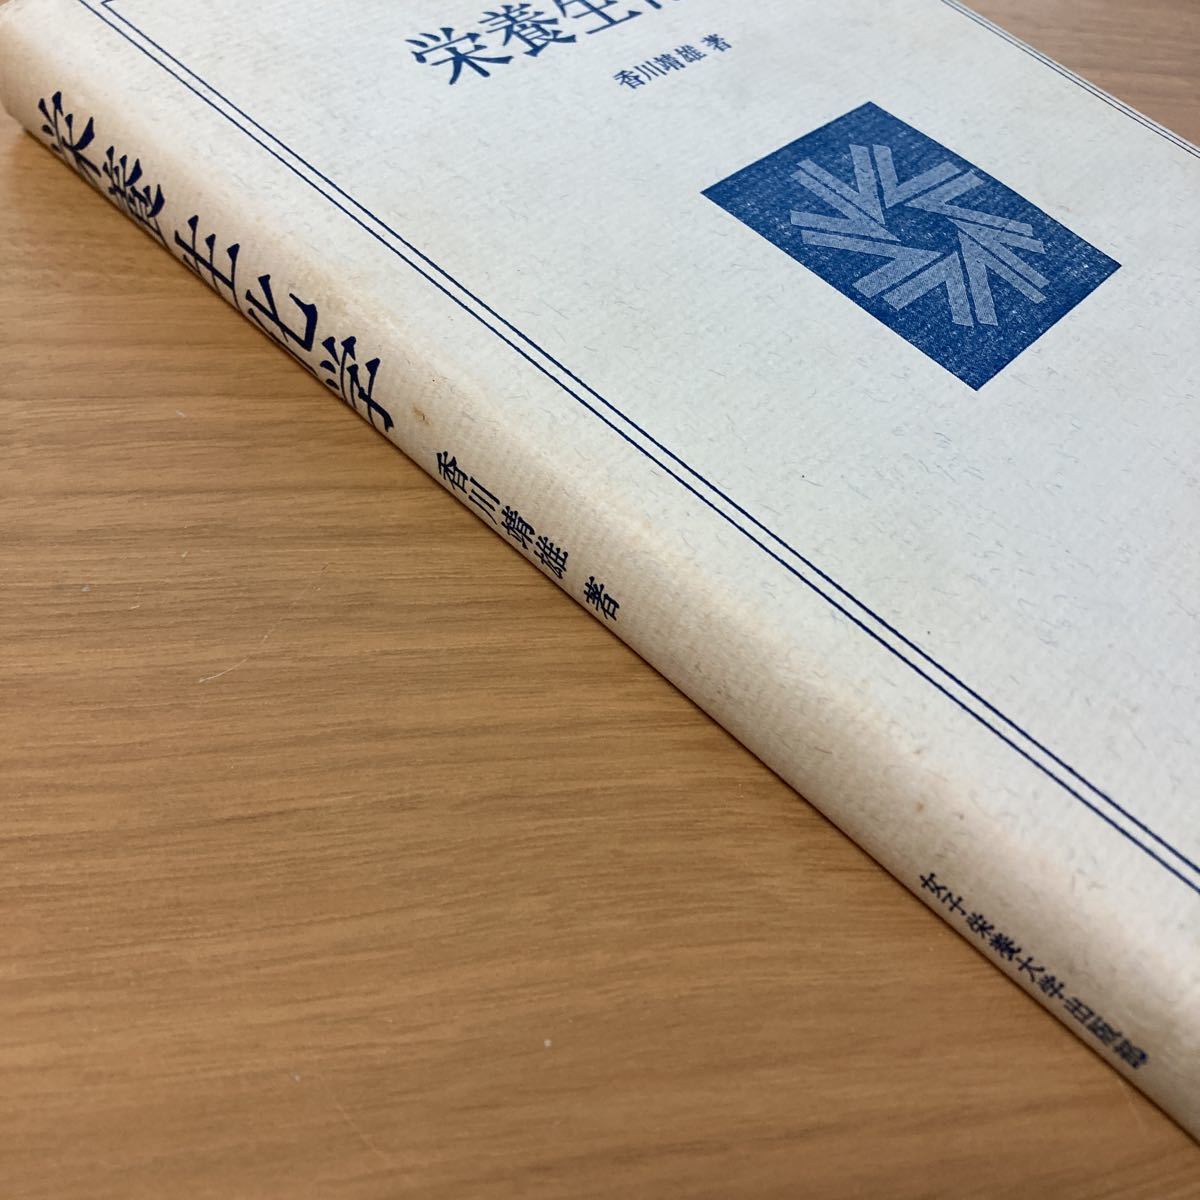 栄養生
香川靖雄 著
栄養生化学
香川靖雄 著
女子栄養大学出版部